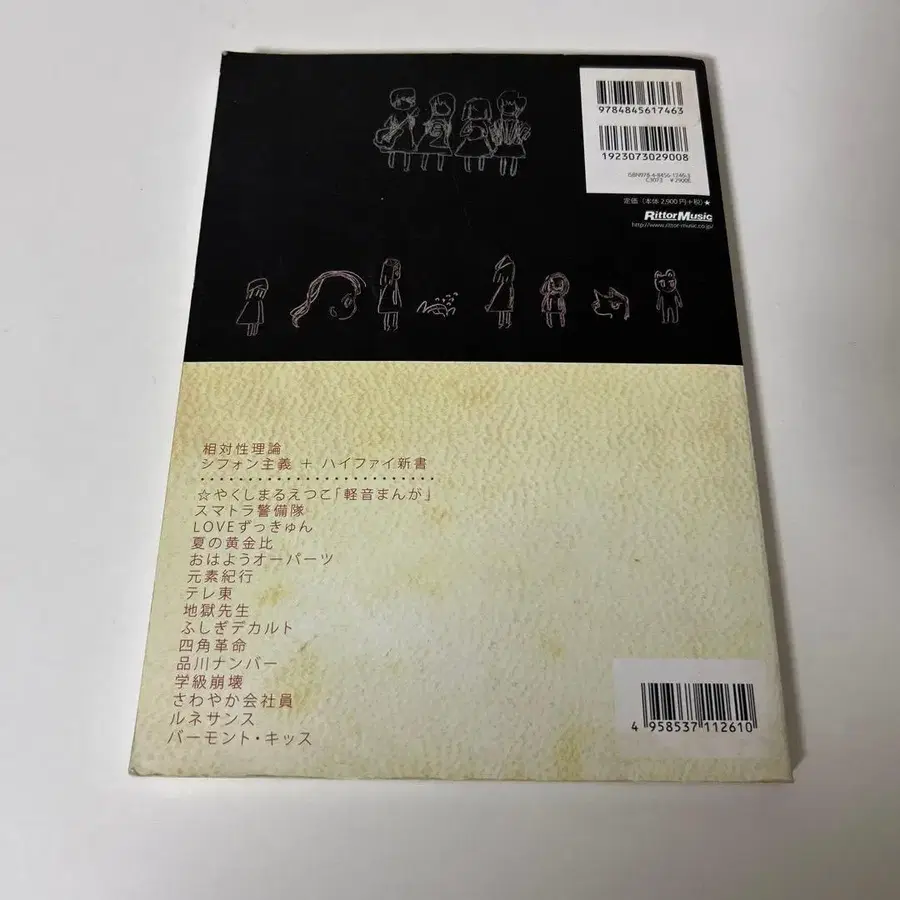 9784845617463
1923073029008
ISBN978-4-8456-1746-3
C3073 ¥2900E
定価（本体2,900円+税）★
RittorMusic
http://www.rittor-music.co.jp/
相対性理論
シフォン主義 + ハイファイ新書
☆やくしまるえつこ「軽音まんが」
スマトラ警備隊
LOVEずっきゅん
夏の黄金比
おはようオーパーツ
元素紀行
テレ東
地獄先生
ふしぎデカルト
四角革命
品川ナンバー
学級崩壊
さわやか会社員
ルネサンス
バーモント・キッス
4 958537 112610